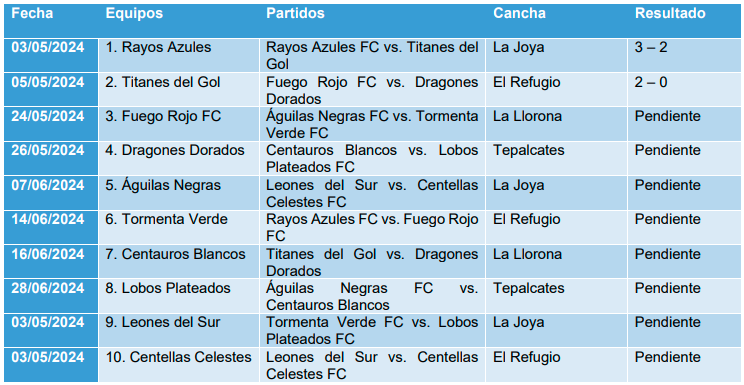 Fecha Equipos Partidos Cancha Resultado
03/05/2024 1. Rayos Azules Rayos Azules FC vs. Titanes del La Joya 3 – 2
Gol
05/05/2024 2. Titanes del Gol Fuego Rojo FC vs. Dragones El Refugio 2 – 0
Dorados
24/05/2024 3. Fuego Rojo FC Águilas Negras FC vs. Tormenta La Llorona Pendiente
Verde FC
26/05/2024 4. Dragones Dorados Centauros Blancos vs. Lobos Tepalcates Pendiente
Plateados FC
07/06/2024 5. Águilas Negras Leones del Sur vs. Centellas La Joya Pendiente
Celestes FC
14/06/2024 6. Tormenta Verde Rayos Azules FC vs. Fuego Rojo El Refugio Pendiente
FC
16/06/2024 7. Centauros Blancos Titanes del Gol vs. Dragones La Llorona Pendiente
Dorados
28/06/2024 8. Lobos Plateados Águilas Negras FC vs. Tepalcates Pendiente
Centauros Blancos
03/05/2024 9. Leones del Sur Tormenta Verde FC vs. Lobos La Joya Pendiente
Plateados FC
03/05/2024 10. Centellas Celestes Leones del Sur vs. Centellas El Refugio Pendiente
Celestes FC